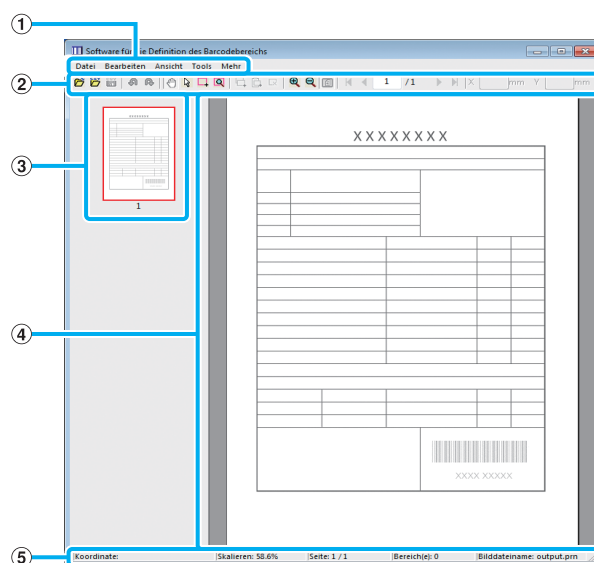 1
Software für die Definition des Barcodebereichs
Datei Bearbeiten Ansicht Tools Mehr
2
1 / 1 X mm Y mm
3
1
XXXXXXXX
4
XXXX XXXXX
5
Koordinate: Skalieren: 58.6% Seite: 1 / 1 Bereich(e): 0 Bilddateiname: output.prn